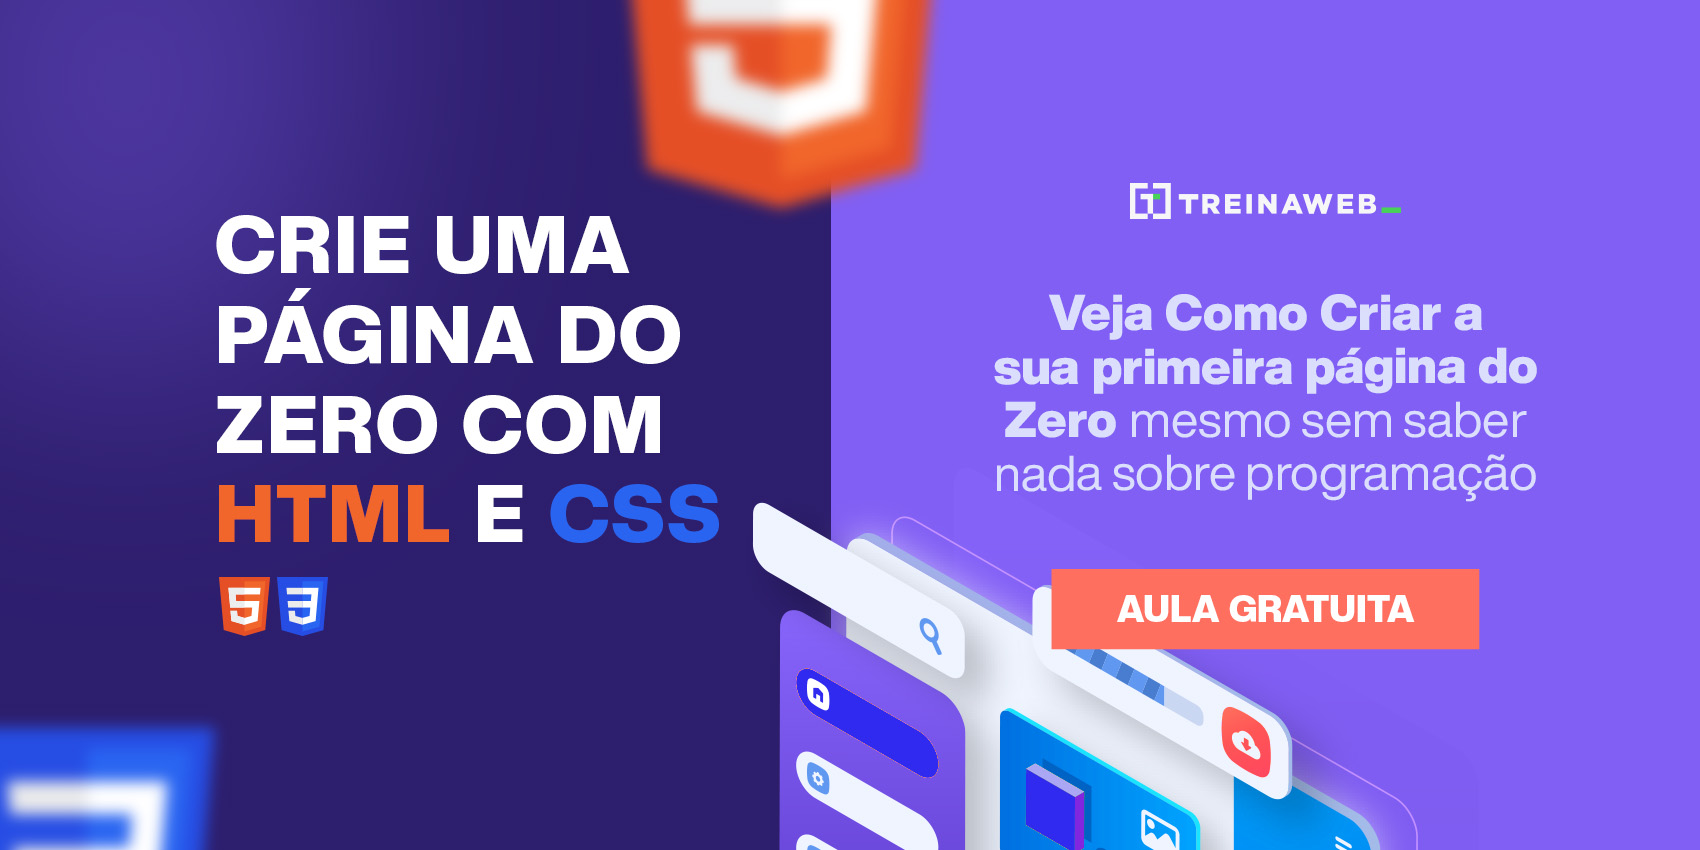 CRIE UMA
PÁGINA DO
ZERO COM
HTML E CSS
TREINAWEB_
Veja Como Criar a
sua primeira página do
Zero mesmo sem saber
nada sobre programação
AULA GRATUITA